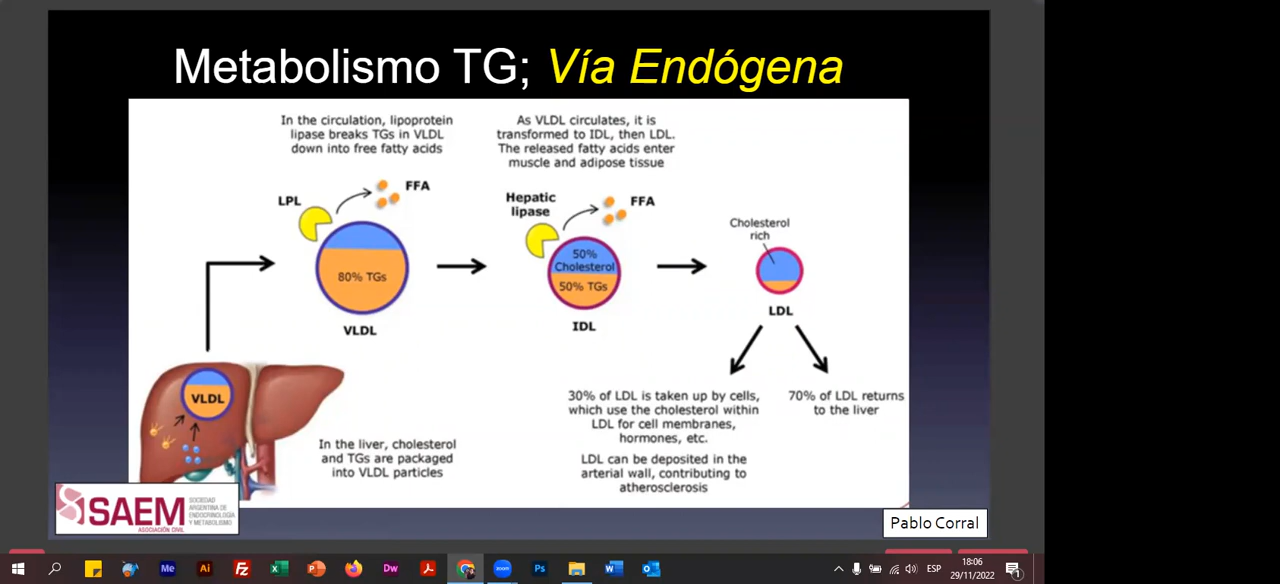 Metabolismo TG; Vía Endógena
In the circulation, lipoprotein
lipase breaks TGs in VLDL
down into free fatty acids
As VLDL circulates, it is
transformed to IDL, then LDL.
The released fatty acids enter
muscle and adipose tissue
LPL
FFA
Hepatic
lipase
FFA
Cholesterol
rich
80% TGs
50%
Cholesterol
50% TGs
VLDL
IDL
LDL
VLDL
In the liver, cholesterol
and TGs are packaged
into VLDL particles
30% of LDL is taken up by cells,
which use the cholesterol within
LDL for cell membranes,
hormones, etc.
LDL can be deposited in the
arterial wall, contributing to
atherosclerosis
70% of LDL returns
to the liver
SAEM
SOCIEDAD
ARGENTINA DE
ENDOCRINOLOGÍA
Y METABOLISMO
ASOCIACIÓN CIVIL
Pablo Corral
Me
Ai
Dw
zoom
Ps
ESP
18:06
29/11/2022
1